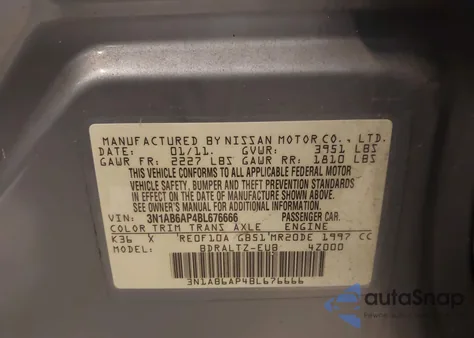 MANUFACTURED BY NISSAN MOTOR CO., LTD.
DATE: 01/11. GVWR: 3951 LBS
GAWR FR: 2227 LBS GAWR RR: 1810 LBS
THIS VEHICLE CONFORMS TO ALL APPLICABLE FEDERAL MOTOR
VEHICLE SAFETY, BUMPER AND THEFT PREVENTION STANDARDS
IN EFFECT ON THE DATE OF MANUFACTURE SHOWN ABOVE.
SEE OWNERS MANUAL FOR ADDITIONAL INFORMATION.
VIN: 3N1AB6AP4BL676666 PASSENGER CAR.
COLOR TRIM TRANS AXLE ENGINE
K36 X RE0F10A GB51 MR20DE 1997 CC
MODEL: BDRALTZ-EUB 4Z000
3N1AB6AP4BL676666
autoSnap